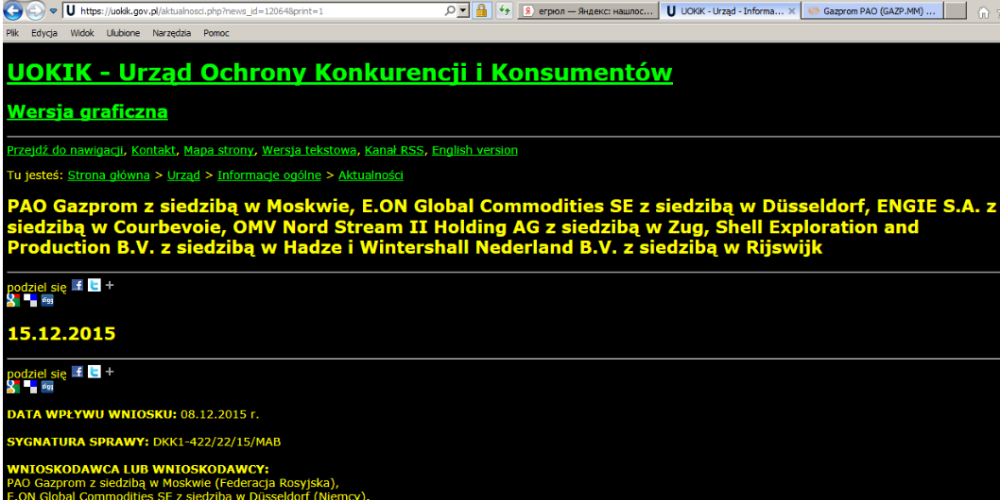 https://uokik.gov.pl/aktualnosci.php?news_id=12064&print=1
егрюл — Яндекс: нашлос...
UOKiK - Urząd - Informa...
Gazprom PAO (GAZP.MM) ...
Plik Edycja Widok Ulubione Narzędzia Pomoc
UOKIK - Urząd Ochrony Konkurencji i Konsumentów
Wersja graficzna
Przejdź do nawigacji, Kontakt, Mapa strony, Wersja tekstowa, Kanał RSS, English version
Tu jesteś: Strona główna > Urząd > Informacje ogólne > Aktualności
PAO Gazprom z siedzibą w Moskwie, E.ON Global Commodities SE z siedzibą w Düsseldorf, ENGIE S.A. z
siedzibą w Courbevoie, OMV Nord Stream II Holding AG z siedzibą w Zug, Shell Exploration and
Production B.V. z siedzibą w Hadze i Wintershall Nederland B.V. z siedzibą w Rijswijk
podziel się
digg
15.12.2015
podziel się
digg
DATA WPŁYWU WNIOSKU: 08.12.2015 r.
SYGNATURA SPRAWY: DKK1-422/22/15/MAB
WNIOSKODAWCA LUB WNIOSKODAWCY:
PAO Gazprom z siedzibą w Moskwie (Federacja Rosyjska),
E.ON Global Commodities SE z siedzibą w Düsseldorf (Niemcy),